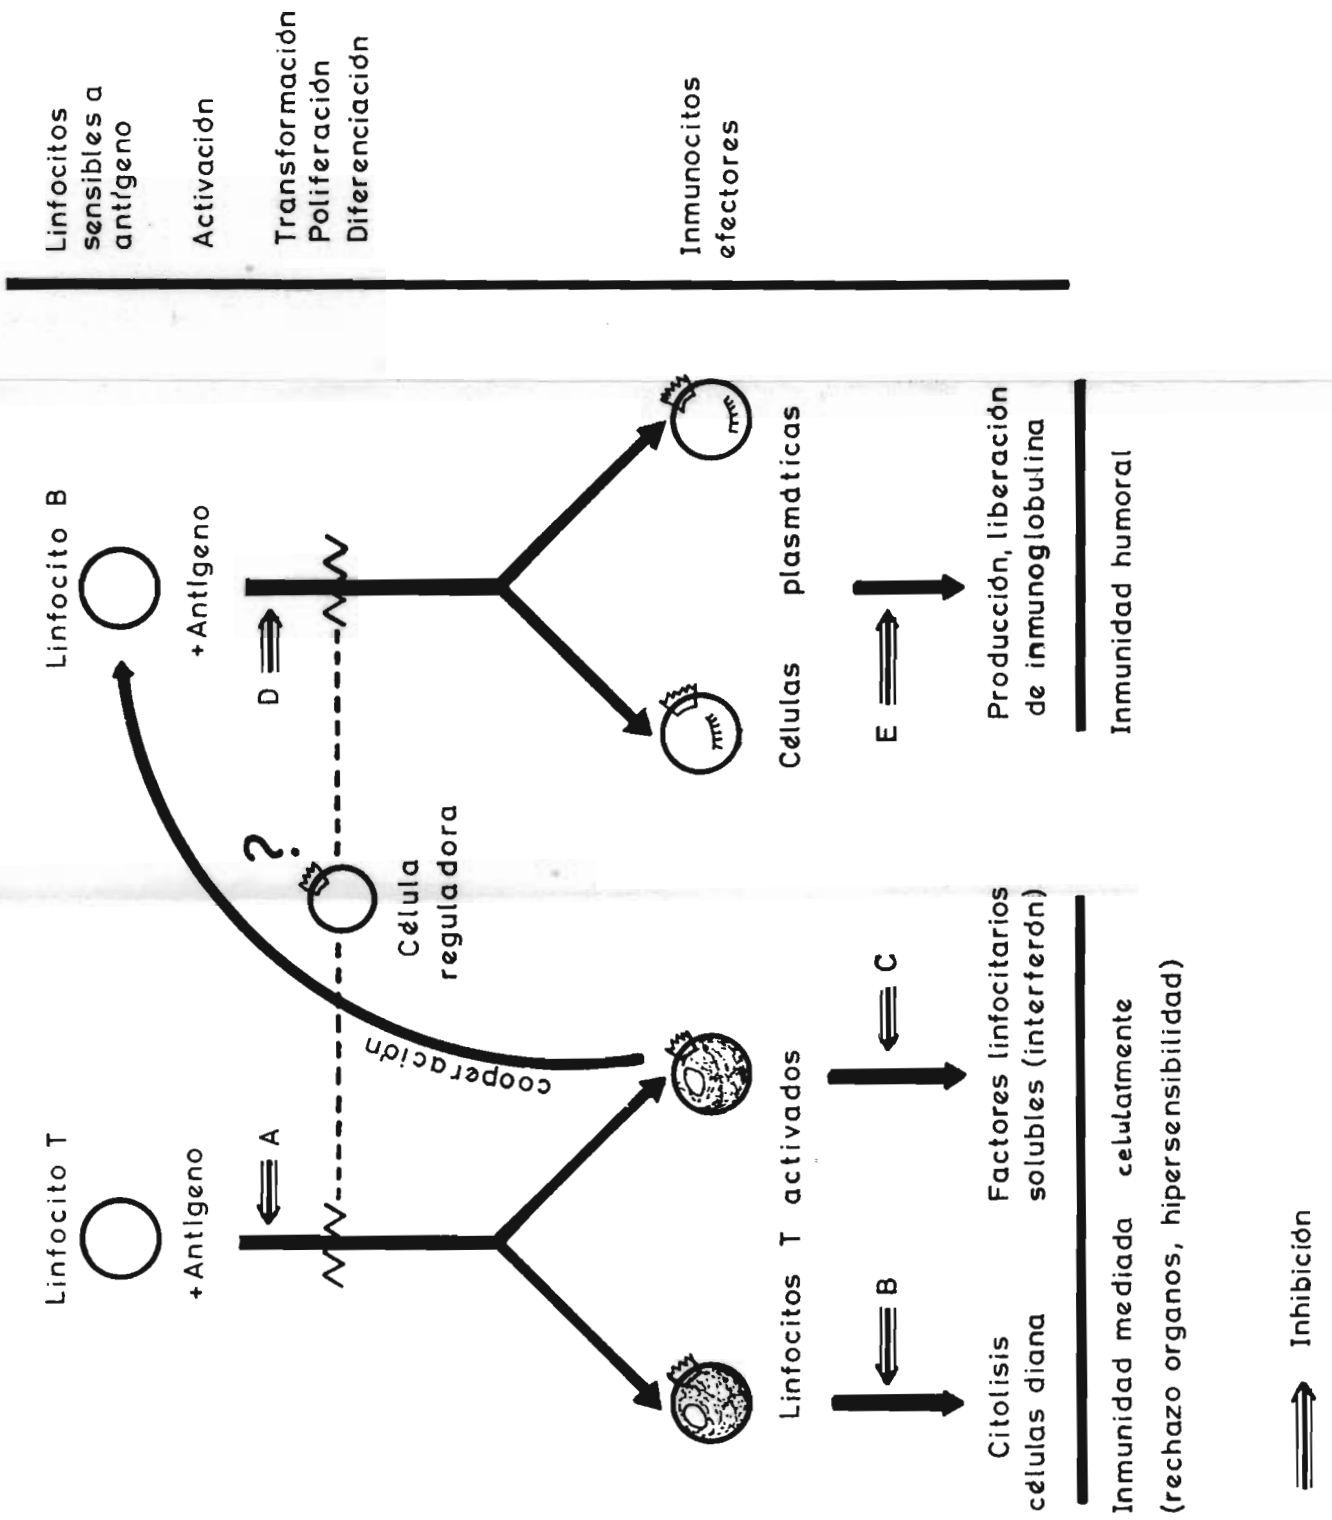 Linfocito T
+Antígeno
A
cooperación
Linfocitos T activados
B
C
Citolisis
células diana
Factores linfocitarios
solubles (interferón)
Inmunidad mediada celularmente
(rechazo organos, hipersensibilidad)
Inhibición
?
Célula
reguladora
Linfocito B
+Antígeno
D
Células plasmáticas
E
Producción, liberación
de inmunoglobulina
Inmunidad humoral
Linfocitos
sensibles a
antígeno
Activación
Transformación
Poliferación
Diferenciación
Inmunocitos
efectores